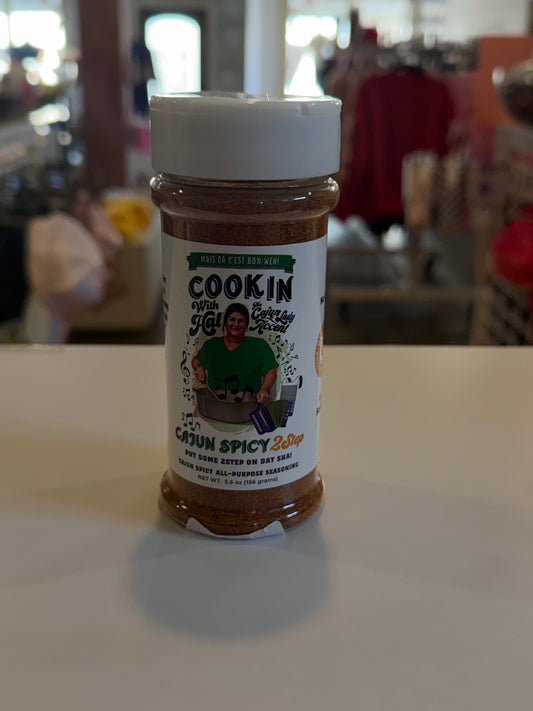 MAIS ÇA C'EST BON WEH!
COOKIN
With Hal
The Cajun Lady Accent
CAJUN SPICY 2Step
PUT SOME 2STEP ON DAT SHA!
CAJUN SPICY ALL-PURPOSE SEASONING
NET WT. 5.5 oz (156 grams)